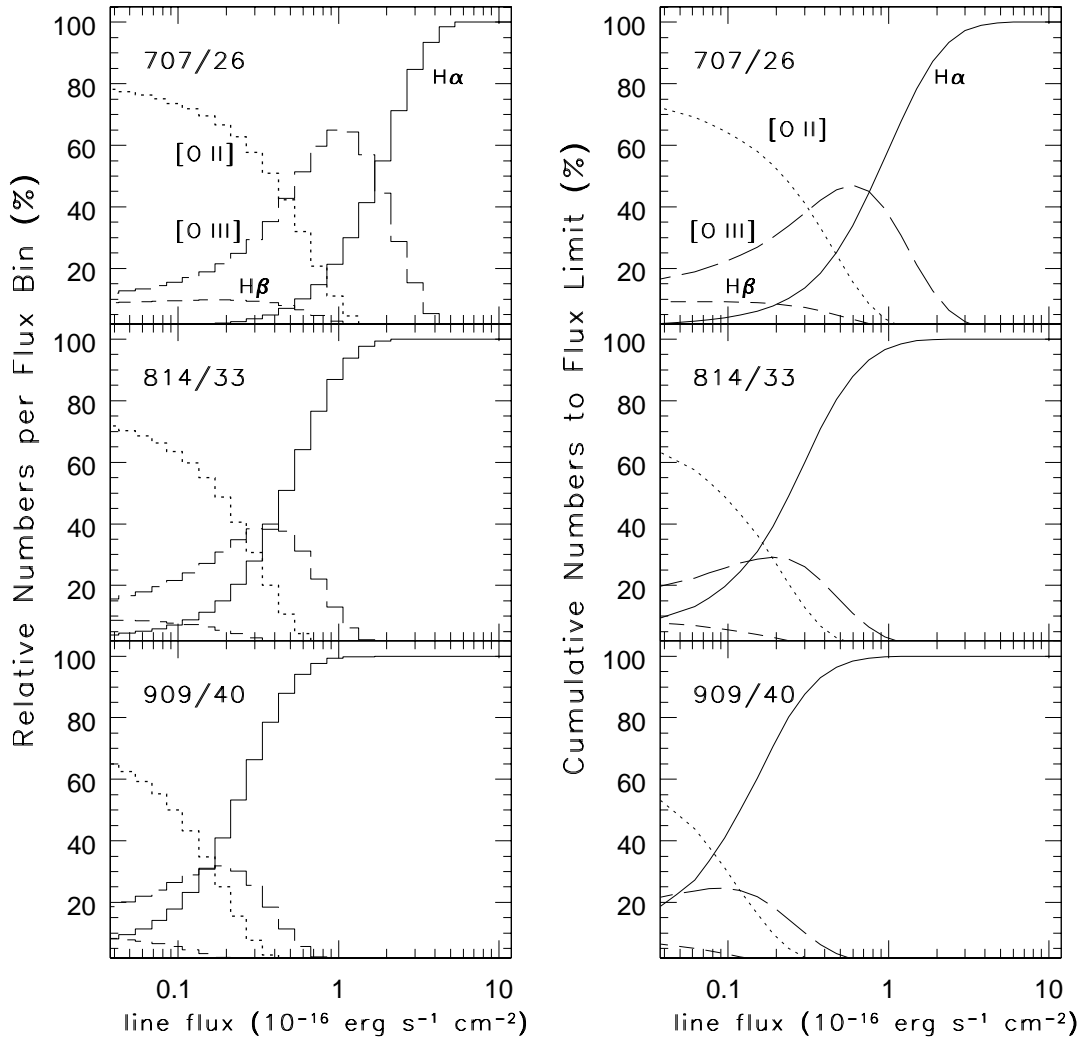 Relative Numbers per Flux Bin (%)
100
80
60
40
20
707/26
Hα
[O II]
[O III]
Hβ
100
80
60
40
20
814/33
100
80
60
40
20
909/40
0.1 1 10
line flux (10⁻¹⁶ erg s⁻¹ cm⁻²)
Cumulative Numbers to Flux Limit (%)
100
80
60
40
20
707/26
Hα
[O II]
[O III]
Hβ
100
80
60
40
20
814/33
100
80
60
40
20
909/40
0.1 1 10
line flux (10⁻¹⁶ erg s⁻¹ cm⁻²)